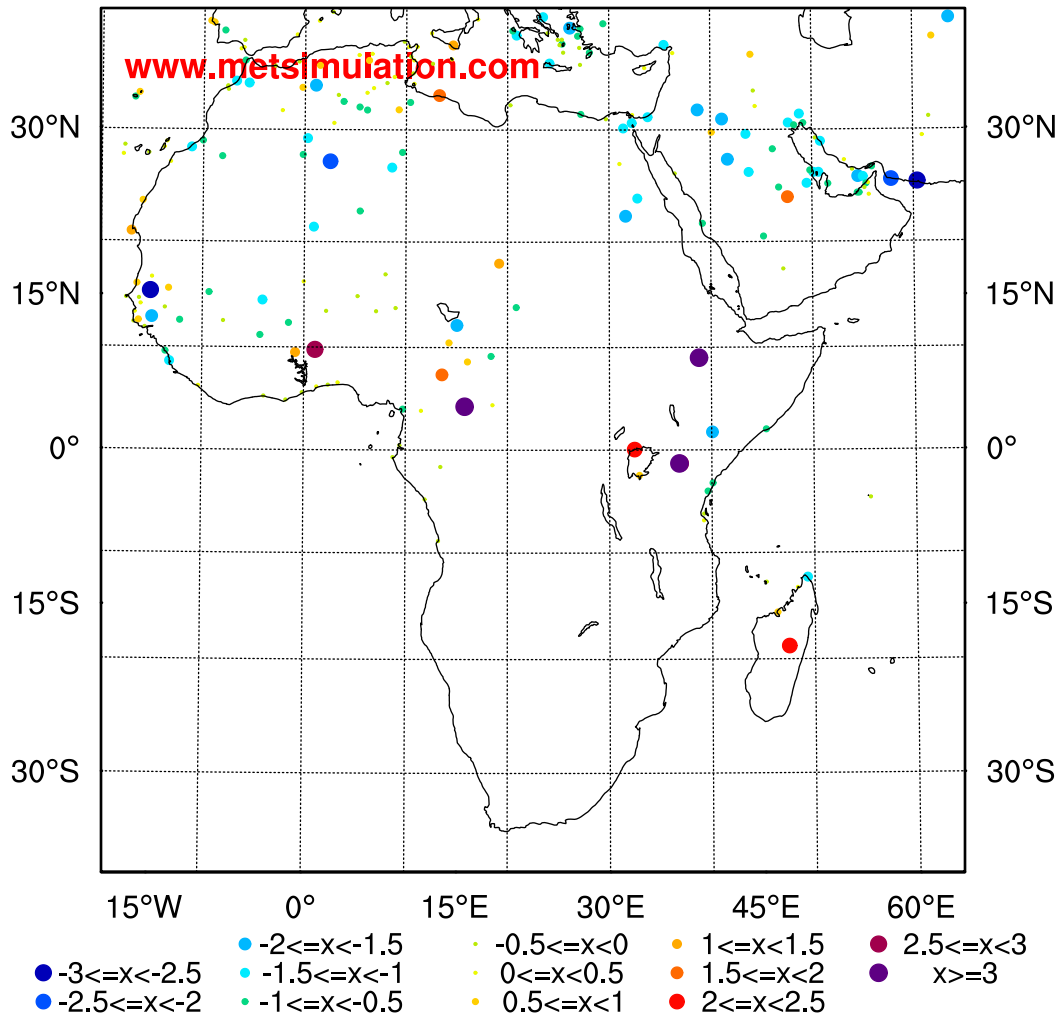 www.metsimulation.com
30°N 30°N
15°N 15°N
0° 0°
15°S 15°S
30°S 30°S
15°W 0° 15°E 30°E 45°E 60°E
-2<=x<-1.5 -0.5<=x<0 1<=x<1.5 2.5<=x<3
-3<=x<-2.5 -1.5<=x<-1 0<=x<0.5 1.5<=x<2 x>=3
-2.5<=x<-2 -1<=x<-0.5 0.5<=x<1 2<=x<2.5